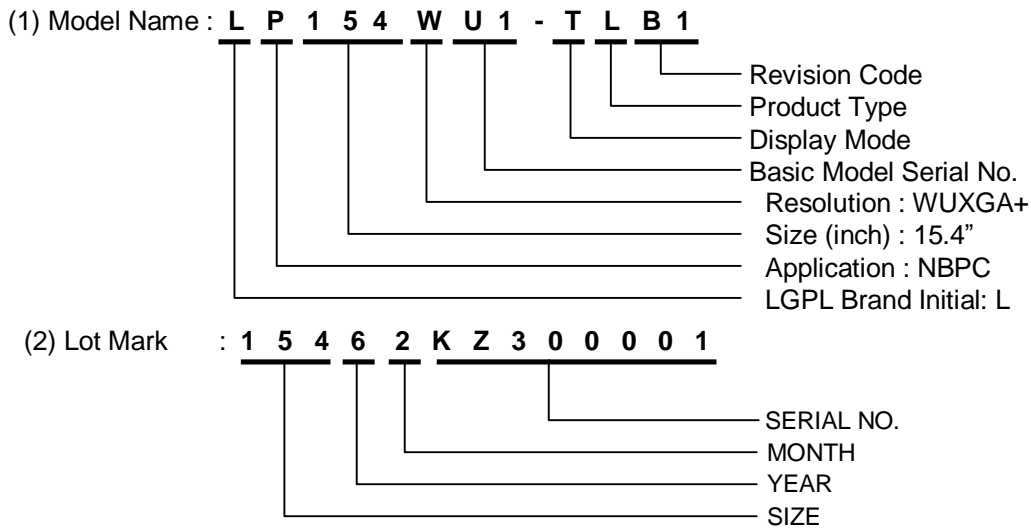 (1) Model Name : L P 1 5 4 W U 1 - T L B 1
Revision Code
Product Type
Display Mode
Basic Model Serial No.
Resolution : WUXGA+
Size (inch) : 15.4”
Application : NBPC
LGPL Brand Initial: L
(2) Lot Mark : 1 5 4 6 2 K Z 3 0 0 0 0 1
SERIAL NO.
MONTH
YEAR
SIZE